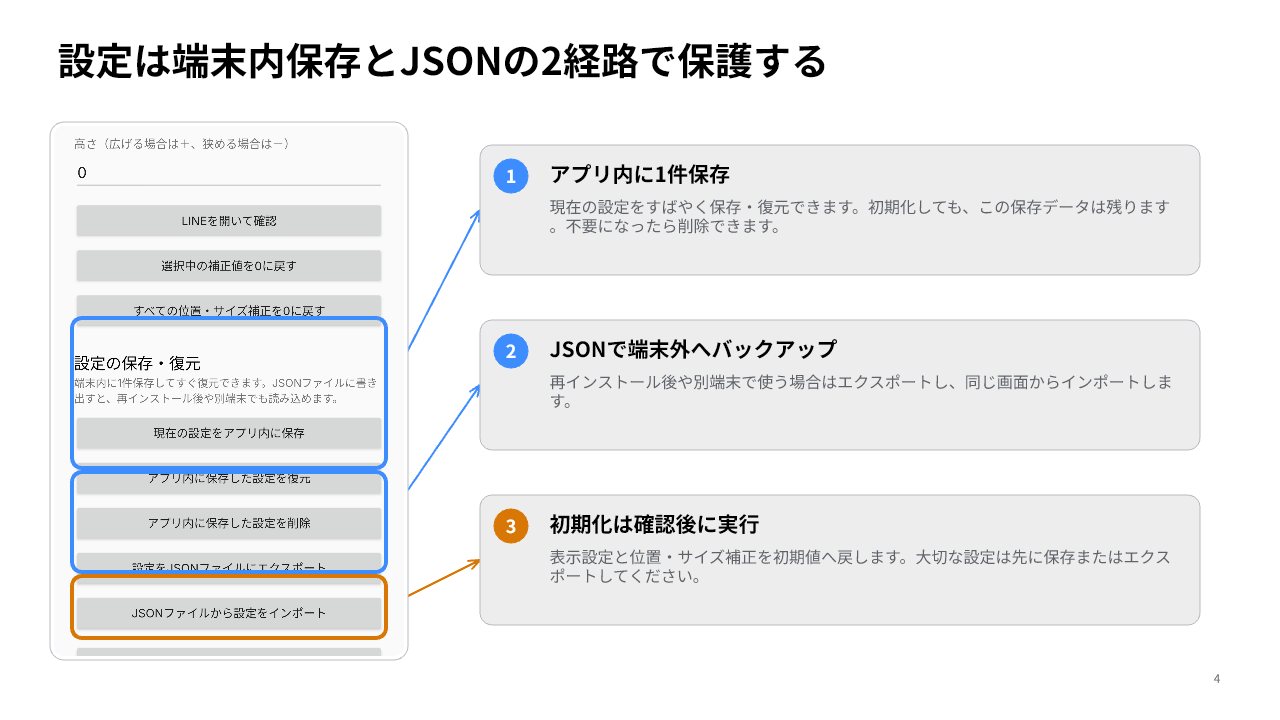 設定は端末内保存とJSONの2経路で保護する
高さ（広げる場合は＋、狭める場合は－）
0
LINEを開いて確認
選択中の補正値を0に戻す
すべての位置・サイズ補正を0に戻す
設定の保存・復元
端末内に1件保存してすぐ復元できます。JSONファイルに書き
出すと、再インストール後や別端末でも読み込めます。
現在の設定をアプリ内に保存
アプリ内に保存した設定を復元
アプリ内に保存した設定を削除
設定をJSONファイルにエクスポート
JSONファイルから設定をインポート
1
アプリ内に1件保存
現在の設定をすばやく保存・復元できます。初期化しても、この保存データは残ります
。不要になったら削除できます。
2
JSONで端末外へバックアップ
再インストール後や別端末で使う場合はエクスポートし、同じ画面からインポートしま
す。
3
初期化は確認後に実行
表示設定と位置・サイズ補正を初期値へ戻します。大切な設定は先に保存またはエクス
ポートしてください。
4